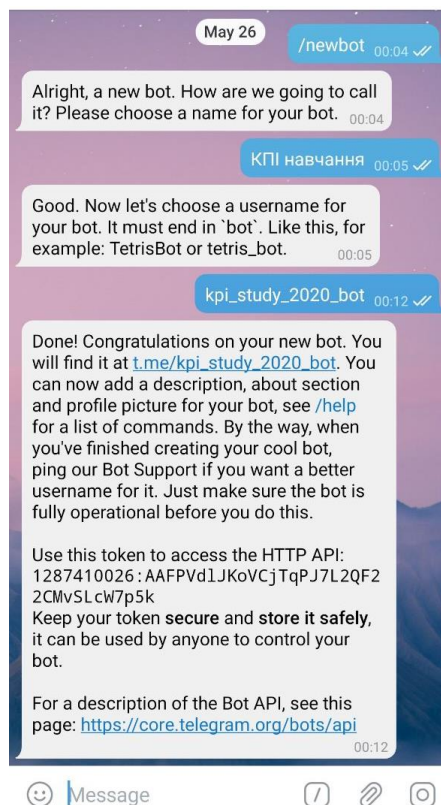 May 26
/newbot 00:04
Alright, a new bot. How are we going to call
it? Please choose a name for your bot. 00:04
КПІ навчання 00:05
Good. Now let's choose a username for
your bot. It must end in `bot`. Like this, for
example: TetrisBot or tetris_bot. 00:05
kpi_study_2020_bot 00:12
Done! Congratulations on your new bot. You
will find it at t.me/kpi_study_2020_bot. You
can now add a description, about section
and profile picture for your bot, see /help
for a list of commands. By the way, when
you've finished creating your cool bot,
ping our Bot Support if you want a better
username for it. Just make sure the bot is
fully operational before you do this.
Use this token to access the HTTP API:
1287410026:AAFPVdlJKoVCjTqPJ7L2QF2
2CMvSLcW7p5k
Keep your token secure and store it safely,
it can be used by anyone to control your
bot.
For a description of the Bot API, see this
page: https://core.telegram.org/bots/api
00:12
Message